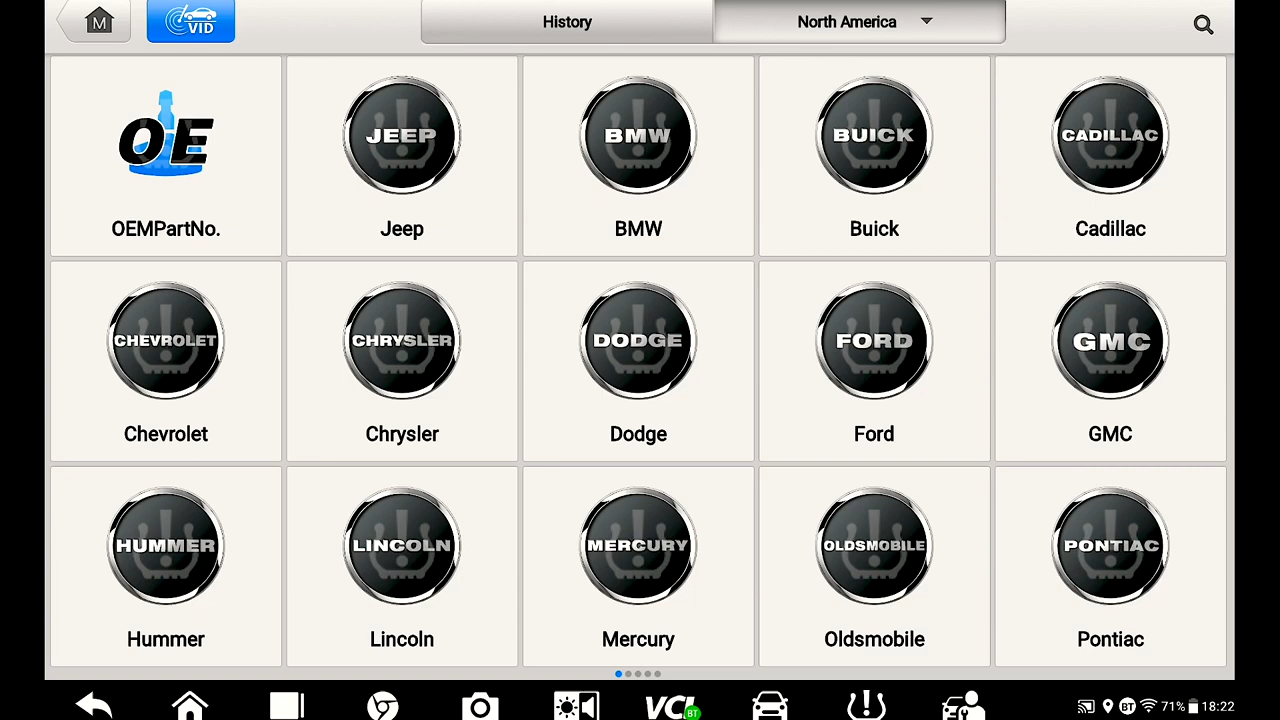 M
VID
History
North America
OE
JEEP
BMW
BUICK
CADILLAC
OEMPartNo.
Jeep
BMW
Buick
Cadillac
CHEVROLET
CHRYSLER
DODGE
FORD
GMC
Chevrolet
Chrysler
Dodge
Ford
GMC
HUMMER
LINCOLN
MERCURY
OLDSMOBILE
PONTIAC
Hummer
Lincoln
Mercury
Oldsmobile
Pontiac
VCI
BT
BT
71%
18:22